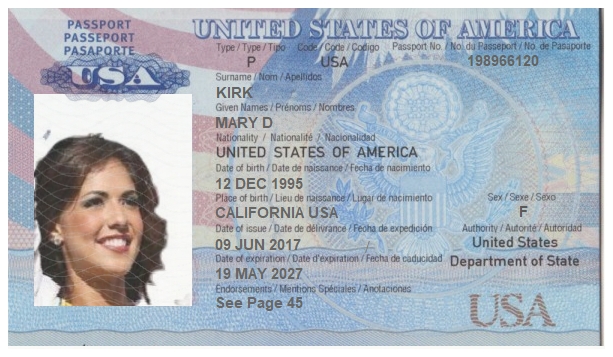 PASSPORT
PASSEPORT
PASAPORTE
USA
UNITED STATES OF AMERICA
Type / Type / Tipo Code / Code / Codigo Passport No. / No. du Passeport / No. de Pasaporte
P USA 198966120
Surname / Nom / Apellidos
KIRK
Given Names / Prénoms / Nombres
MARY D
Nationality / Nationalité / Nacionalidad
UNITED STATES OF AMERICA
Date of birth / Date de naissance / Fecha de nacimiento
12 DEC 1995
Place of birth / Lieu de naissance / Lugar de nacimiento Sex / Sexe / Sexo
CALIFORNIA USA F
Date of issue / Date de délivrance / Fecha de expedición Authority / Autorité / Autoridad
09 JUN 2017 United States
Date of expiration / Date d'expiration / Fecha de caducidad Department of State
19 MAY 2027
Endorsements / Mentions Spéciales / Anotaciones
See Page 45
USA